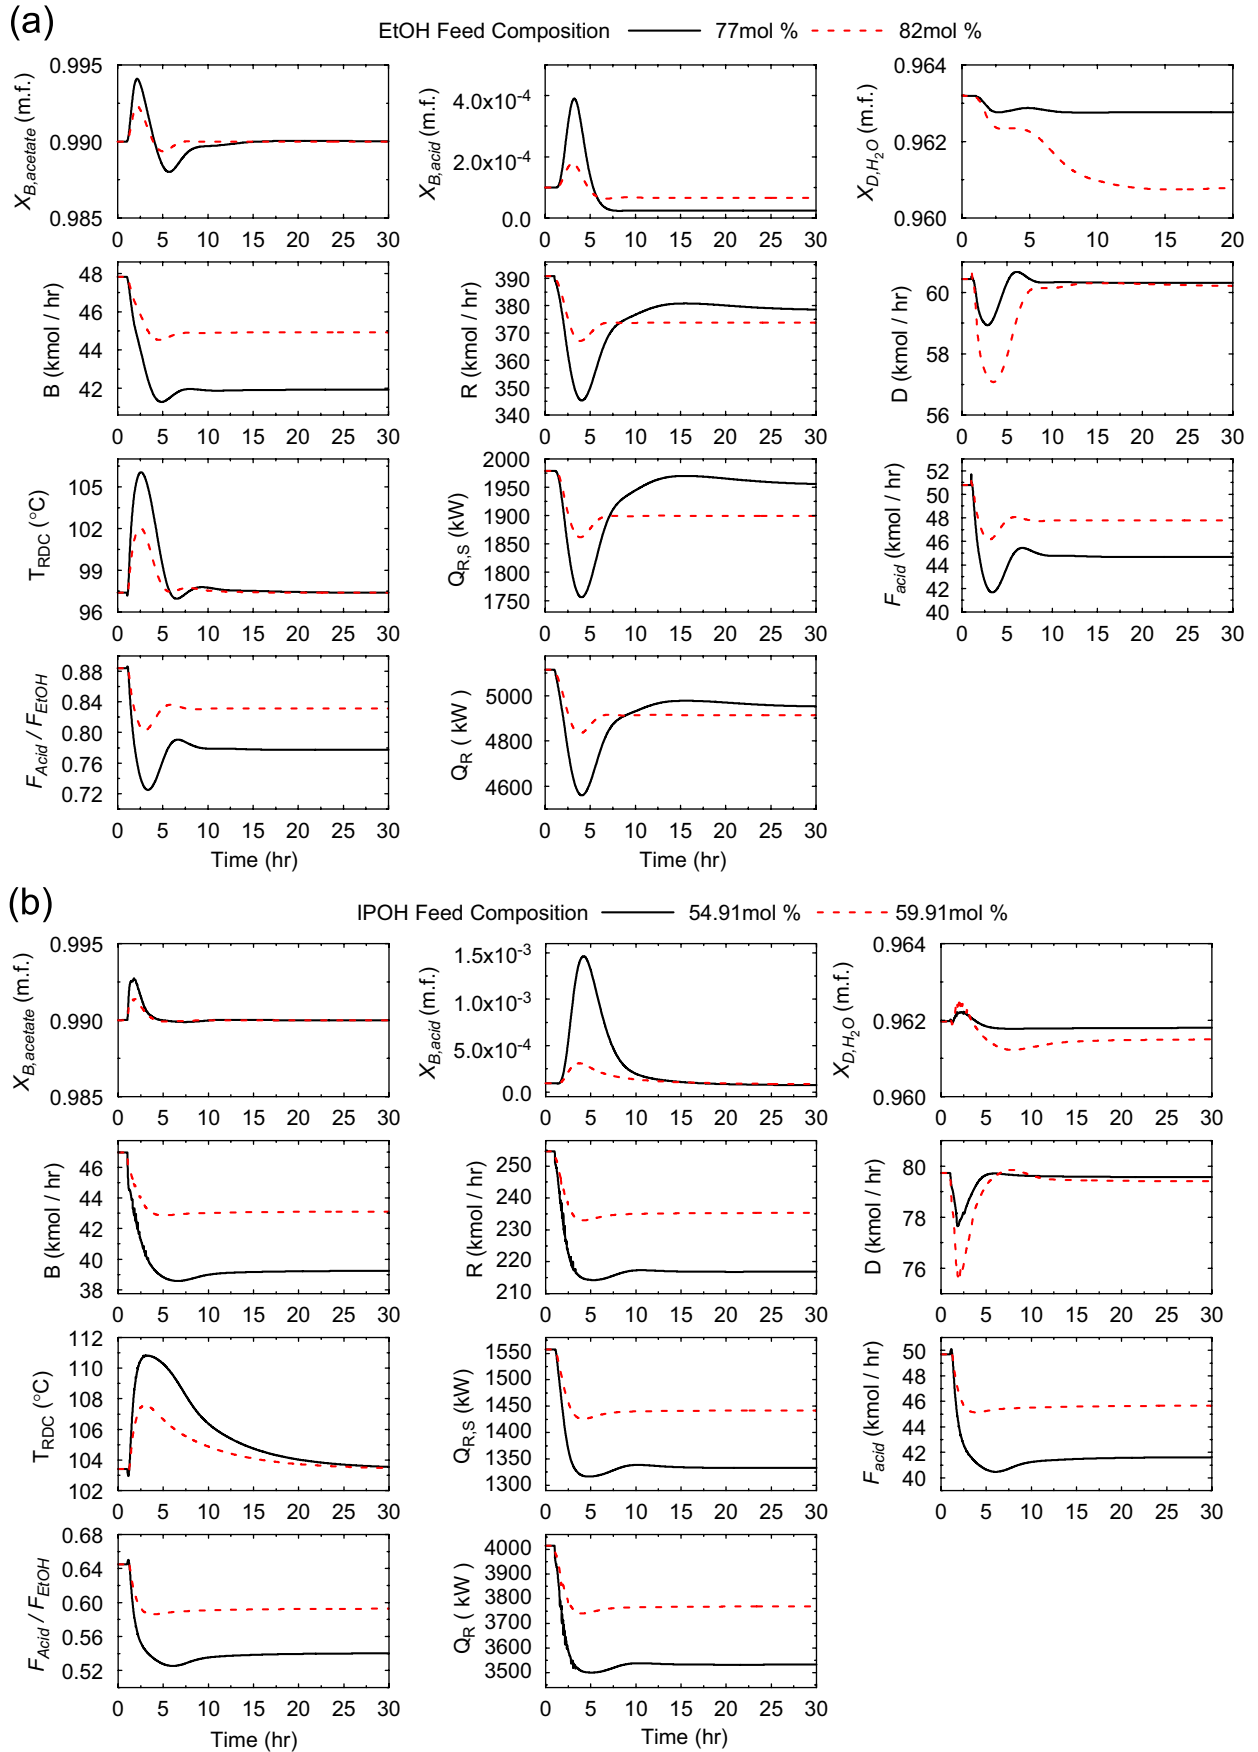 (a)
EtOH Feed Composition 77mol % 82mol %
X_B,acetate (m.f.)
0.995
0.990
0.985
0 5 10 15 20 25 30
X_B,acid (m.f.)
4.0x10^-4
2.0x10^-4
0.0
0 5 10 15 20 25 30
X_D,H2O (m.f.)
0.964
0.962
0.960
0 5 10 15 20
B (kmol / hr)
48
46
44
42
0 5 10 15 20 25 30
R (kmol / hr)
390
380
370
360
350
340
0 5 10 15 20 25 30
D (kmol / hr)
60
58
56
0 5 10 15 20 25 30
T_RDC (°C)
105
102
99
96
0 5 10 15 20 25 30
Q_R,S (kW)
2000
1950
1900
1850
1800
1750
0 5 10 15 20 25 30
F_acid (kmol / hr)
52
50
48
46
44
42
40
0 5 10 15 20 25 30
F_Acid / F_EtOH
0.88
0.84
0.80
0.76
0.72
0 5 10 15 20 25 30
Time (hr)
Q_R ( kW)
5000
4800
4600
0 5 10 15 20 25 30
Time (hr)
(b)
IPOH Feed Composition 54.91mol % 59.91mol %
X_B,acetate (m.f.)
0.995
0.990
0.985
0 5 10 15 20 25 30
X_B,acid (m.f.)
1.5x10^-3
1.0x10^-3
5.0x10^-4
0.0
0 5 10 15 20 25 30
X_D,H2O (m.f.)
0.964
0.962
0.960
0 5 10 15 20 25 30
B (kmol / hr)
46
44
42
40
38
0 5 10 15 20 25 30
R (kmol / hr)
250
240
230
220
210
0 5 10 15 20 25 30
D (kmol / hr)
80
78
76
0 5 10 15 20 25 30
T_RDC (°C)
112
110
108
106
104
102
0 5 10 15 20 25 30
Q_R,S (kW)
1550
1500
1450
1400
1350
1300
0 5 10 15 20 25 30
F_acid (kmol / hr)
50
48
46
44
42
40
0 5 10 15 20 25 30
F_Acid / F_EtOH
0.68
0.64
0.60
0.56
0.52
0 5 10 15 20 25 30
Time (hr)
Q_R ( kW)
4000
3900
3800
3700
3600
3500
0 5 10 15 20 25 30
Time (hr)